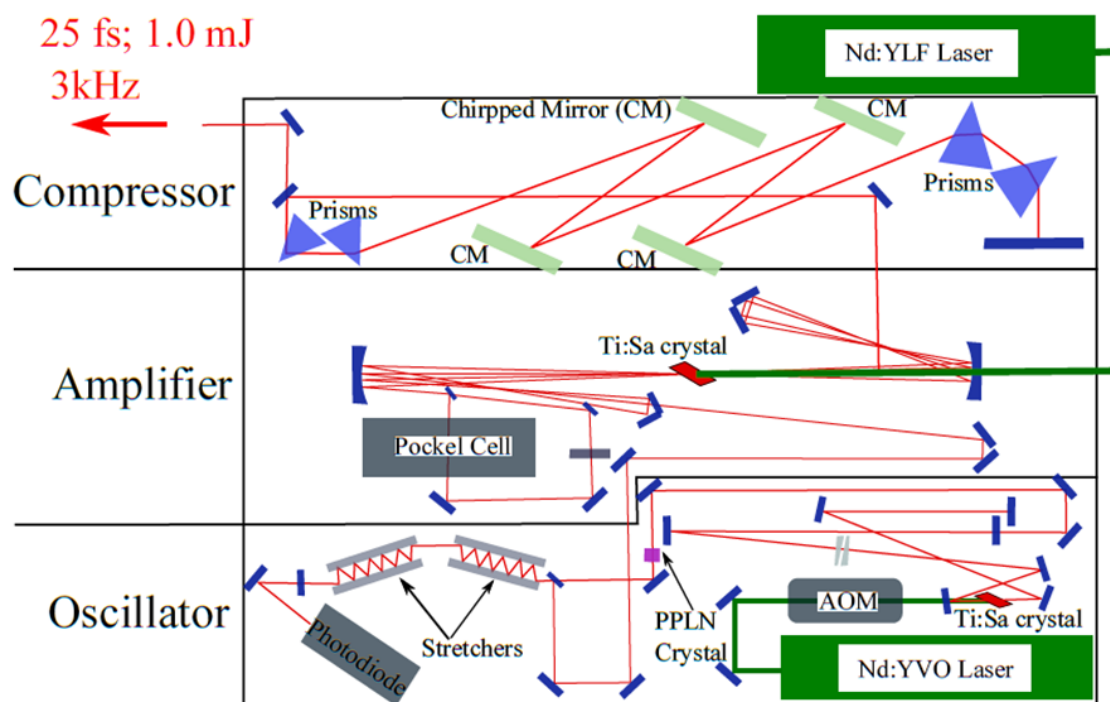 25 fs; 1.0 mJ
3kHz
Nd:YLF Laser
Chirpped Mirror (CM)
CM
Compressor
Prisms
Prisms
CM
CM
Ti:Sa crystal
Amplifier
Pockel Cell
Oscillator
Photodiode
Stretchers
PPLN
Crystal
AOM
Ti:Sa crystal
Nd:YVO Laser